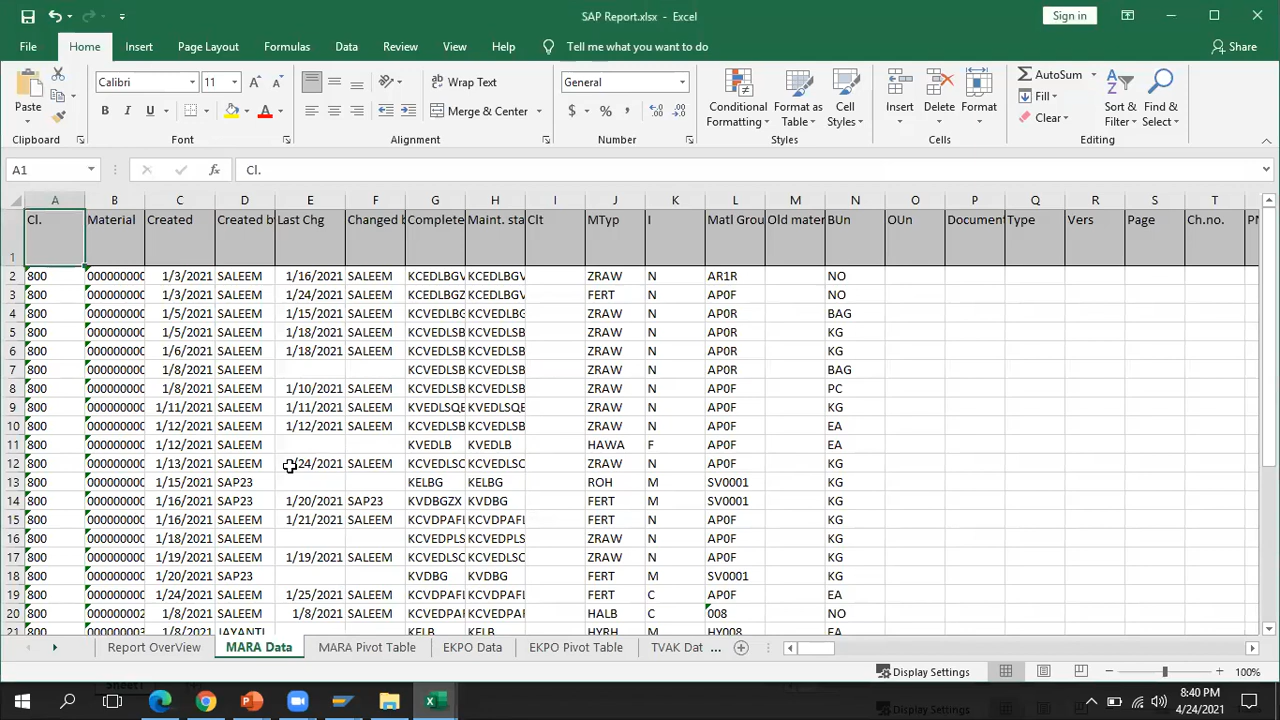 SAP Report.xlsx - Excel
Sign in
File Home Insert Page Layout Formulas Data Review View Help Tell me what you want to do Share
Paste
Calibri 11
B I U
Wrap Text
Merge & Center
General
$ % ,
Conditional Formatting
Format as Table
Cell Styles
Insert
Delete
Format
AutoSum
Fill
Clear
Sort & Filter
Find & Select
Clipboard Font Alignment Number Styles Cells Editing
A1 fx Cl.
A B C D E F G H I J K L M N O P Q R S T
1 Cl. Material Created Created b Last Chg Changed b Complete Maint. sta Clt MTyp I Matl Grou Old mater BUn OUn Documen Type Vers Page Ch.no. PN
2 800 000000000 1/3/2021 SALEEM 1/16/2021 SALEEM KCEDLBGV KCEDLBGV ZRAW N AR1R NO
3 800 000000000 1/3/2021 SALEEM 1/24/2021 SALEEM KCEDLBGZ KCEDLBGV FERT N AP0F NO
4 800 000000000 1/5/2021 SALEEM 1/15/2021 SALEEM KCVEDLBG KCVEDLBG ZRAW N AP0R BAG
5 800 000000000 1/5/2021 SALEEM 1/18/2021 SALEEM KCVEDLSB KCVEDLSB ZRAW N AP0R KG
6 800 000000000 1/6/2021 SALEEM 1/18/2021 SALEEM KCVEDLSB KCVEDLSB ZRAW N AP0R KG
7 800 000000000 1/8/2021 SALEEM KCVEDLSB KCVEDLSB ZRAW N AP0R BAG
8 800 000000000 1/8/2021 SALEEM 1/10/2021 SALEEM KCVEDLSB KCVEDLSB ZRAW N AP0F PC
9 800 000000000 1/11/2021 SALEEM 1/11/2021 SALEEM KVEDLSQE KVEDLSQE ZRAW N AP0F KG
10 800 000000000 1/12/2021 SALEEM 1/12/2021 SALEEM KCVEDLSB KCVEDLSB ZRAW N AP0F EA
11 800 000000000 1/12/2021 SALEEM KVEDLB KVEDLB HAWA F AP0F EA
12 800 000000000 1/13/2021 SALEEM /24/2021 SALEEM KCVEDLSC KCVEDLSC ZRAW N AP0F KG
13 800 000000000 1/15/2021 SAP23 KELBG KELBG ROH M SV0001 KG
14 800 000000000 1/16/2021 SAP23 1/20/2021 SAP23 KVDBGZX KVDBG FERT M SV0001 KG
15 800 000000000 1/16/2021 SALEEM 1/21/2021 SALEEM KCVDPAFL KCVDPAFL FERT N AP0F KG
16 800 000000000 1/18/2021 SALEEM KCVEDPLS KCVEDPLS ZRAW N AP0F KG
17 800 000000000 1/19/2021 SALEEM 1/19/2021 SALEEM KCVEDLSC KCVEDLSC ZRAW N AP0F KG
18 800 000000000 1/20/2021 SAP23 KVDBG KVDBG FERT M SV0001 KG
19 800 000000000 1/24/2021 SALEEM 1/25/2021 SALEEM KCVDPAFL KCVDPAFL FERT C AP0F EA
20 800 000000002 1/8/2021 SALEEM 1/8/2021 SALEEM KCVEDPAI KCVEDPAI HALB C 008 NO
21 800 000000003 1/8/2021 JAYANTI KELB KELB HYRH M HY008 EA
Report OverView MARA Data MARA Pivot Table EKPO Data EKPO Pivot Table TVAK Dat ...
Display Settings 100%
Sheet1
Display Settings
8:40 PM
4/24/2021